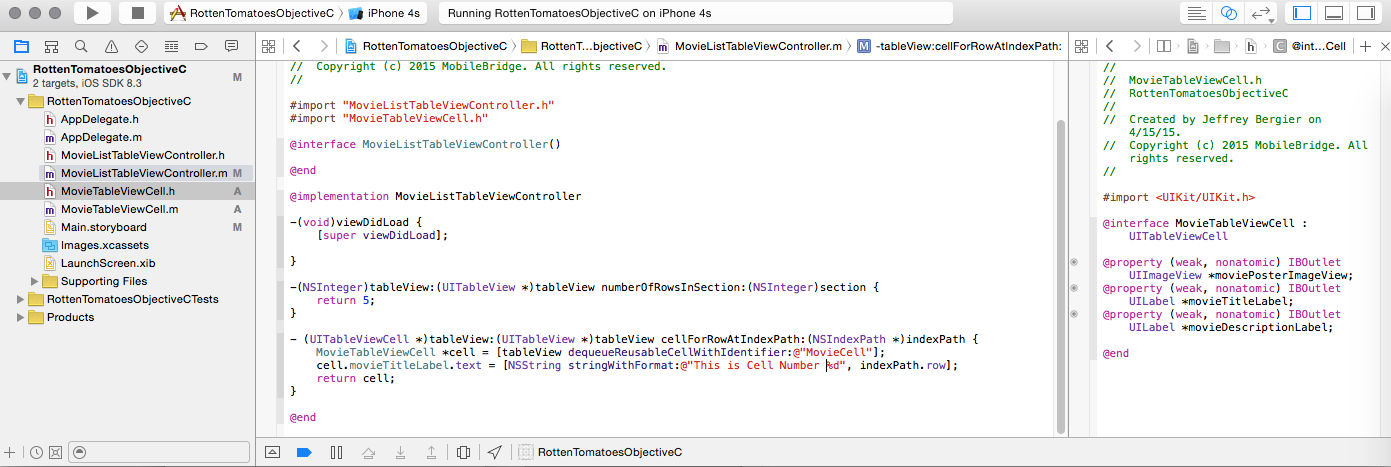 RottenTomatoesObjectiveC iPhone 4s
Running RottenTomatoesObjectiveC on iPhone 4s
RottenTomatoesObjectiveC RottenT...bjectiveC MovieListTableViewController.m M -tableView:cellForRowAtIndexPath:
h C @int...Cell
RottenTomatoesObjectiveC M
2 targets, iOS SDK 8.3
RottenTomatoesObjectiveC
h AppDelegate.h
m AppDelegate.m
h MovieListTableViewController.h
m MovieListTableViewController.m M
h MovieTableViewCell.h A
m MovieTableViewCell.m A
Main.storyboard M
Images.xcassets
LaunchScreen.xib
Supporting Files
RottenTomatoesObjectiveCTests
Products
//  Copyright (c) 2015 MobileBridge. All rights reserved.
//
#import "MovieListTableViewController.h"
#import "MovieTableViewCell.h"
@interface MovieListTableViewController()
@end
@implementation MovieListTableViewController
-(void)viewDidLoad {
[super viewDidLoad];
}
-(NSInteger)tableView:(UITableView *)tableView numberOfRowsInSection:(NSInteger)section {
return 5;
}
- (UITableViewCell *)tableView:(UITableView *)tableView cellForRowAtIndexPath:(NSIndexPath *)indexPath {
MovieTableViewCell *cell = [tableView dequeueReusableCellWithIdentifier:@"MovieCell"];
cell.movieTitleLabel.text = [NSString stringWithFormat:@"This is Cell Number %d", indexPath.row];
return cell;
}
@end
//
//  MovieTableViewCell.h
//  RottenTomatoesObjectiveC
//
//  Created by Jeffrey Bergier on
4/15/15.
//  Copyright (c) 2015 MobileBridge. All
rights reserved.
//
#import <UIKit/UIKit.h>
@interface MovieTableViewCell :
UITableViewCell
@property (weak, nonatomic) IBOutlet
UIImageView *moviePosterImageView;
@property (weak, nonatomic) IBOutlet
UILabel *movieTitleLabel;
@property (weak, nonatomic) IBOutlet
UILabel *movieDescriptionLabel;
@end
RottenTomatoesObjectiveC